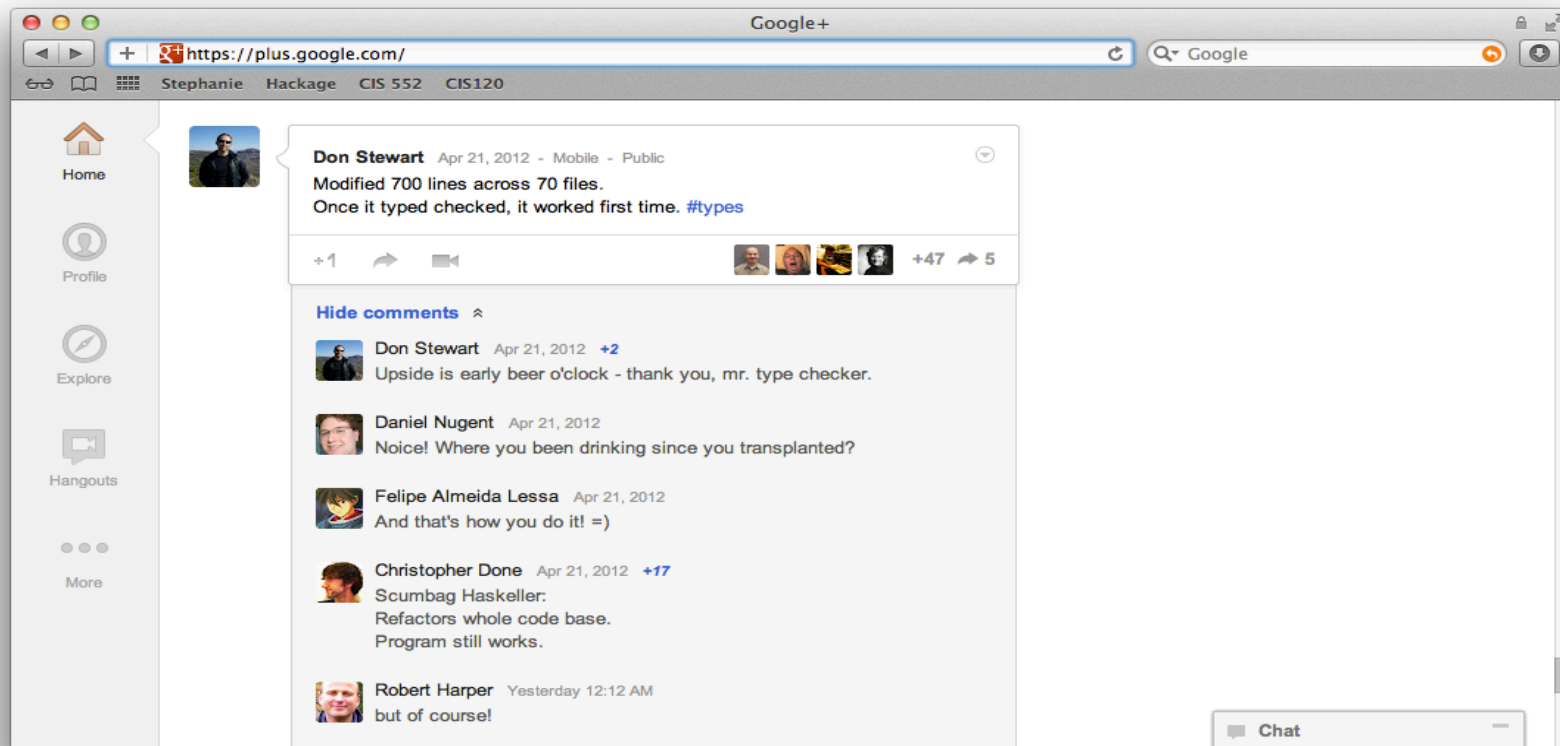 Google+
+ g+ https://plus.google.com/ Google
Stephanie Hackage CIS 552 CIS120
Home
Profile
Explore
Hangouts
More
Don Stewart Apr 21, 2012 - Mobile - Public
Modified 700 lines across 70 files.
Once it typed checked, it worked first time. #types
+1 +47 5
Hide comments
Don Stewart Apr 21, 2012 +2
Upside is early beer o'clock - thank you, mr. type checker.
Daniel Nugent Apr 21, 2012
Noice! Where you been drinking since you transplanted?
Felipe Almeida Lessa Apr 21, 2012
And that's how you do it! =)
Christopher Done Apr 21, 2012 +17
Scumbag Haskeller:
Refactors whole code base.
Program still works.
Robert Harper Yesterday 12:12 AM
but of course!
Chat